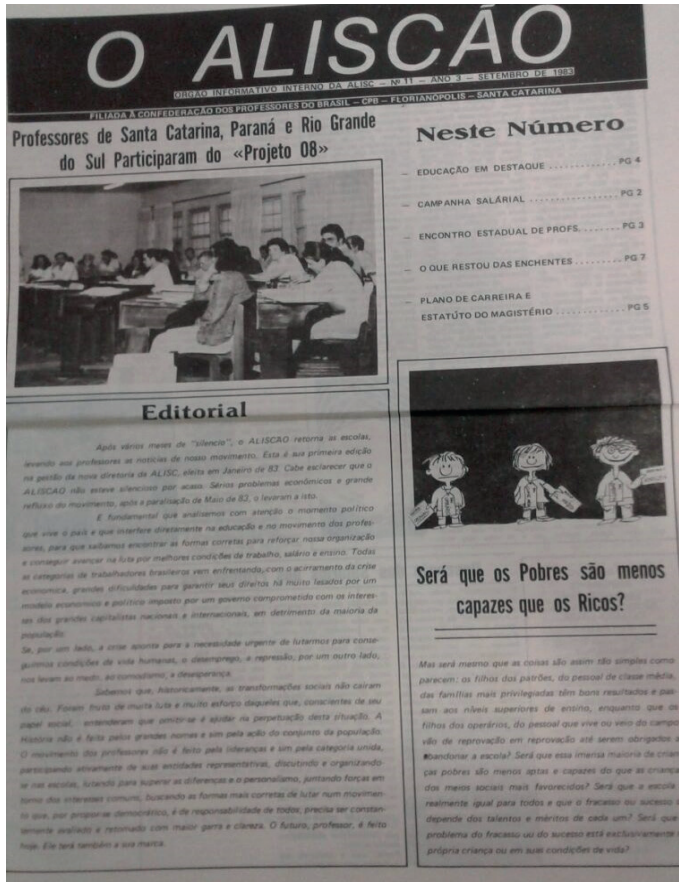 O ALISCÃO
ORGÃO INFORMATIVO INTERNO DA ALISC – Nº 11 – ANO 3 – SETEMBRO DE 1983
FILIADA À CONFEDERAÇÃO DOS PROFESSORES DO BRASIL – CPB – FLORIANÓPOLIS – SANTA CATARINA
Professores de Santa Catarina, Paraná e Rio Grande
do Sul Participaram do «Projeto 08»
Neste Número
– EDUCAÇÃO EM DESTAQUE ............. PG 4
– CAMPANHA SALÁRIAL ................. PG 2
– ENCONTRO ESTADUAL DE PROFS. ....... PG 3
– O QUE RESTOU DAS ENCHENTES ......... PG 7
– PLANO DE CARREIRA E
ESTATÚTO DO MAGISTÉRIO ............. PG 5
Editorial
Após vários meses de "silencio", o ALISCAO retorna as escolas,
levando aos professores as notícias de nosso movimento. Esta é sua primeira edição
na gestão da nova diretoria da ALISC, eleita em Janeiro de 83. Cabe esclarecer que o
ALISCAO não esteve silencioso por acaso. Sérios problemas econômicos e grande
refluxo do movimento, após a paralisação de Maio de 83, o levaram a isto.
E fundamental que analisemos com atenção o momento político
que vive o país e que interfere diretamente na educação e no movimento dos profes-
sores, para que saibamos encontrar as formas corretas para reforçar nossa organização
e conseguir avançar na luta por melhores condições de trabalho, salário e ensino. Todas
as categorias de trabalhadores brasileiros vem enfrentando, com o acirramento da crise
economica, grandes dificuldades para garantir seus direitos há muito lesados por um
modelo economico e político imposto por um governo comprometido com os interes-
ses dos grandes capitalistas nacionais e internacionais, em detrimento da maioria da
população.
Se, por um lado, a crise aponta para a necessidade urgente de lutarmos para conse-
guirmos condições de vida humanas, o desemprego, a repressão, por um outro lado,
nos levam ao medo, ao comodismo, a desesperança.
Sabemos que, historicamente, as transformações sociais não caíram
do céu. Foram fruto de muita luta e muito esforço daqueles que, conscientes de seu
papel social, entenderam que omitir-se é ajudar na perpetuação desta situação. A
História não é feita pelos grandes nomes e sim pela ação do conjunto da população.
O movimento dos professores não é feito pela lideranças e sim pela categoria unida,
participando ativamente de suas entidades representativas, discutindo e organizando-
se nas escolas, lutando para superar as diferenças e o personalismo, juntando forças em
torno dos interesses comuns, buscando as formas mais corretas de lutar num movimen-
to que, por propor-se democrático, é de responsabilidade de todos, precisa ser constan-
temente avaliado e retomado com maior garra e clareza. O futuro, professor, é feito
hoje. Ele terá também a sua marca.
Será que os Pobres são menos
capazes que os Ricos?
Mas será mesmo que as coisas são assim tão simples como
parecem: os filhos dos patrões, do pessoal de classe média,
das famílias mais privilegiadas têm bons resultados e pas-
sam aos níveis superiores de ensino, enquanto que os
filhos dos operários, do pessoal que vive ou veio do campo
vão de reprovação em reprovação até serem obrigados a
abandonar a escola? Será que essa imensa maioria de crian-
ças pobres são menos aptas e capazes do que as criança
dos meios sociais mais favorecidos? Será que a escola
realmente igual para todos e que o fracasso ou sucesso s
depende dos talentos e méritos de cada um? Será que
problema do fracasso ou do sucesso está exclusivamente
própria criança ou em suas condições de vida?